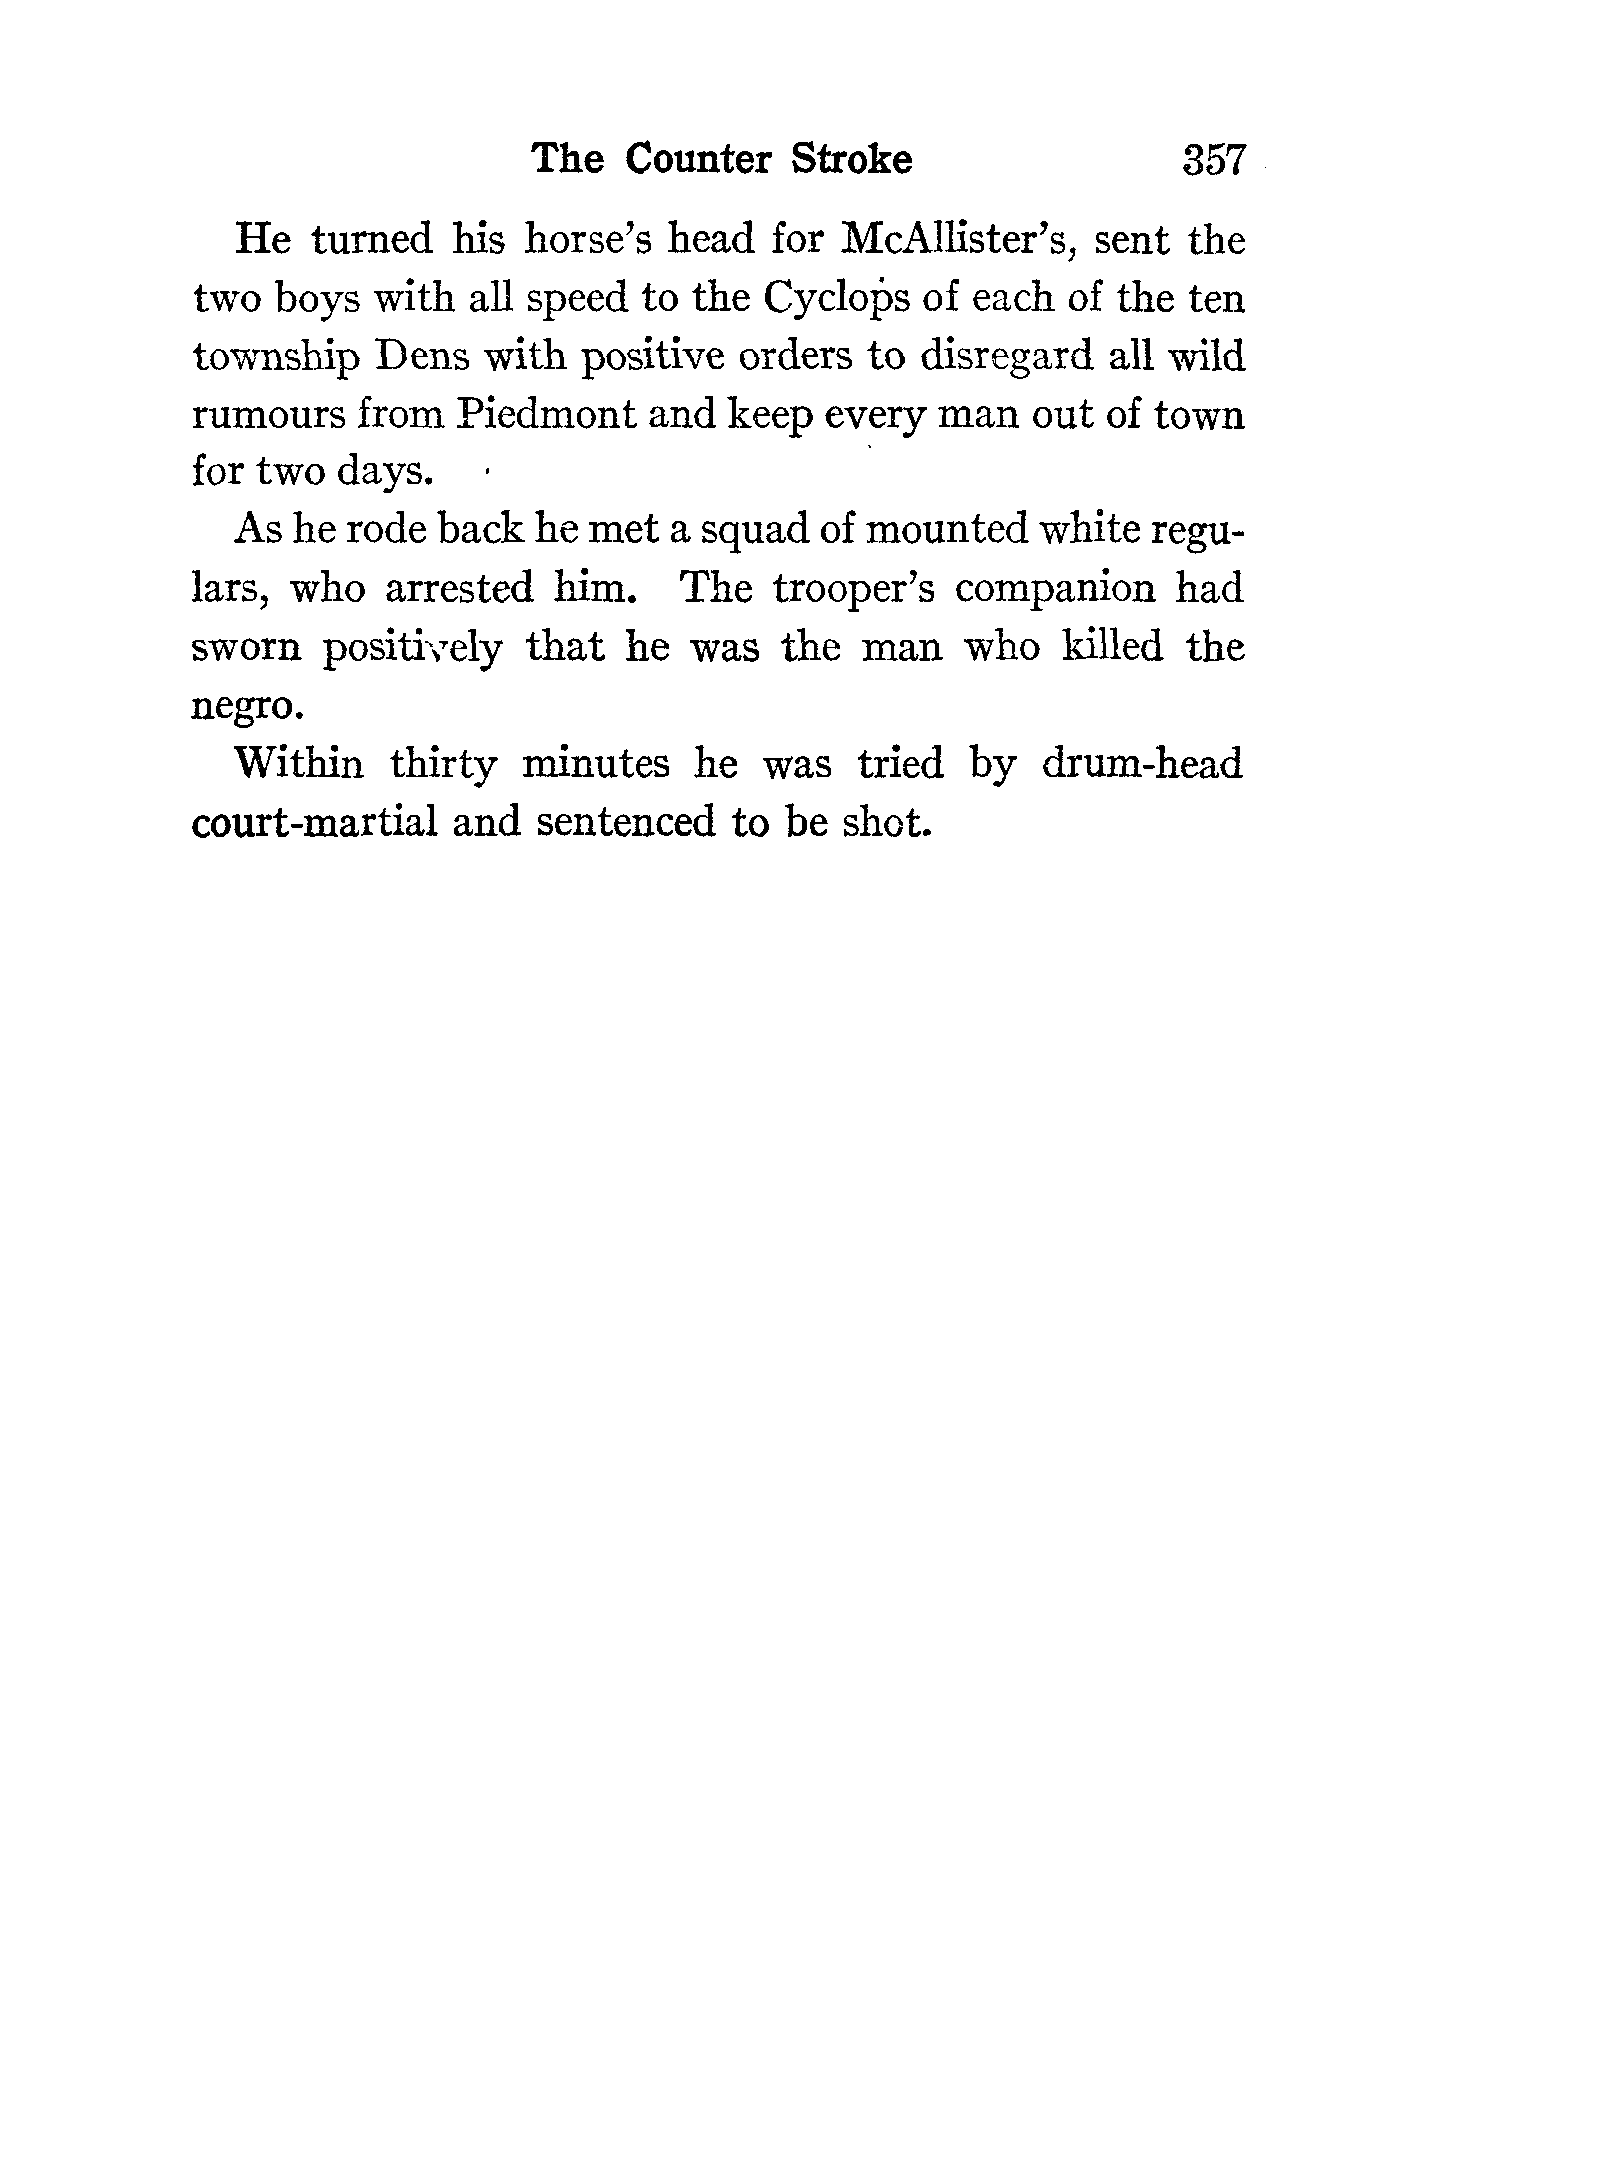 The Counter Stroke 357
He turned his horse's head for McAllister's, sent the
two boys with all speed to the Cyclops of each of the ten
township Dens with positive orders to disregard all wild
rumours from Piedmont and keep every man out of town
for two days.
As he rode back he met a squad of mounted white regu-
lars, who arrested him. The trooper's companion had
sworn positively that he was the man who killed the
negro.
Within thirty minutes he was tried by drum-head
court-martial and sentenced to be shot.